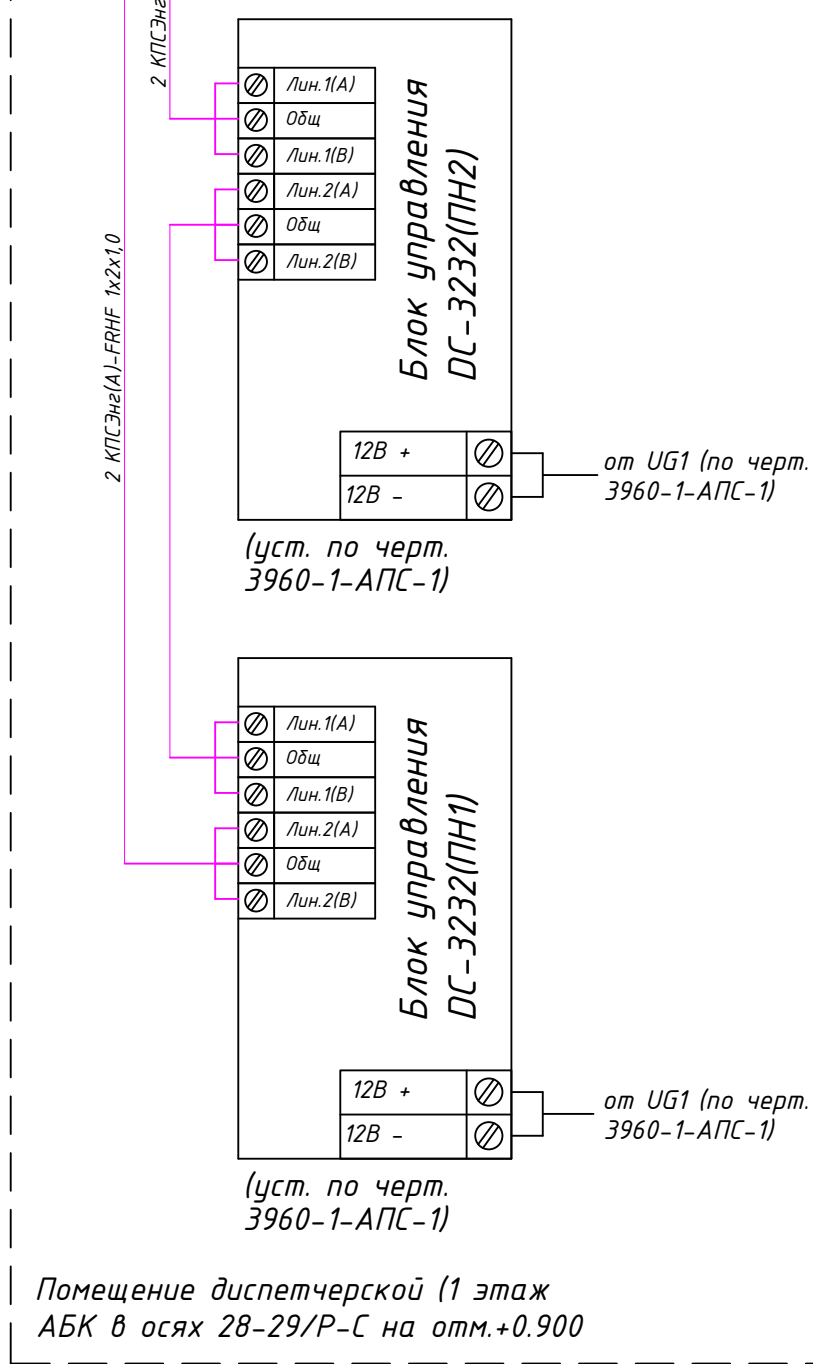 2 КПСЭнг
Лин.1(А)
Общ
Лин.1(В)
Лин.2(А)
Общ
Лин.2(В)
Блок управления
DC-3232(ПН2)
2 КПСЭнг(А)-FRHF 1х2х1,0
12В +
12В -
от UG1 (по черт.
3960-1-АПС-1)
(уст. по черт.
3960-1-АПС-1)
Лин.1(А)
Общ
Лин.1(В)
Лин.2(А)
Общ
Лин.2(В)
Блок управления
DC-3232(ПН1)
12В +
12В -
от UG1 (по черт.
3960-1-АПС-1)
(уст. по черт.
3960-1-АПС-1)
Помещение диспетчерской (1 этаж
АБК в осях 28-29/Р-С на отм.+0.900